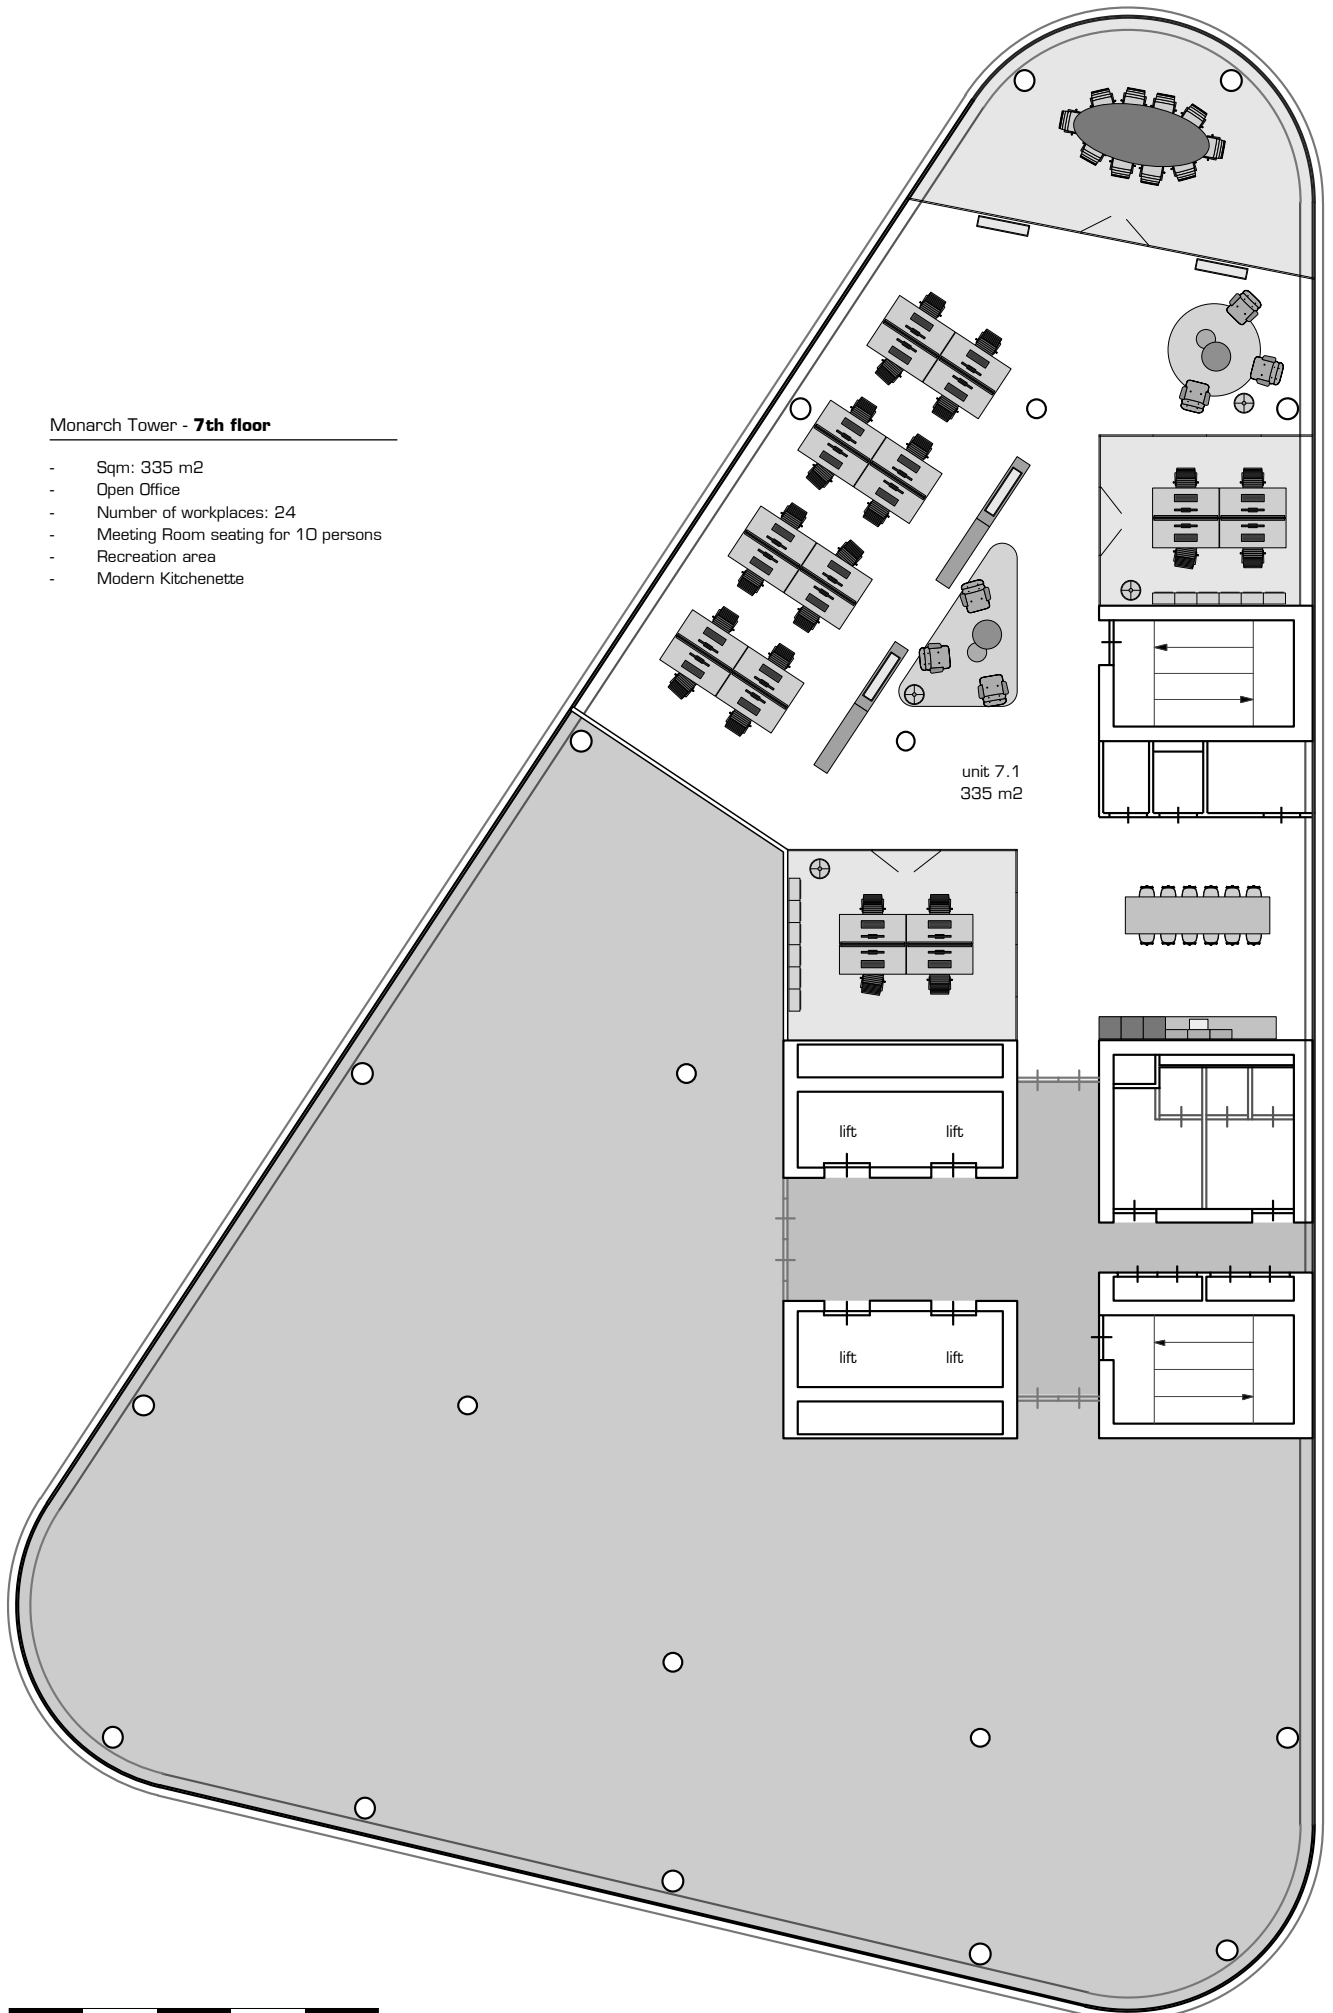 Monarch Tower - 7th floor
- Sqm: 335 m2
- Open Office
- Number of workplaces: 24
- Meeting Room seating for 10 persons
- Recreation area
- Modern Kitchenette
unit 7.1
335 m2
lift lift
lift lift